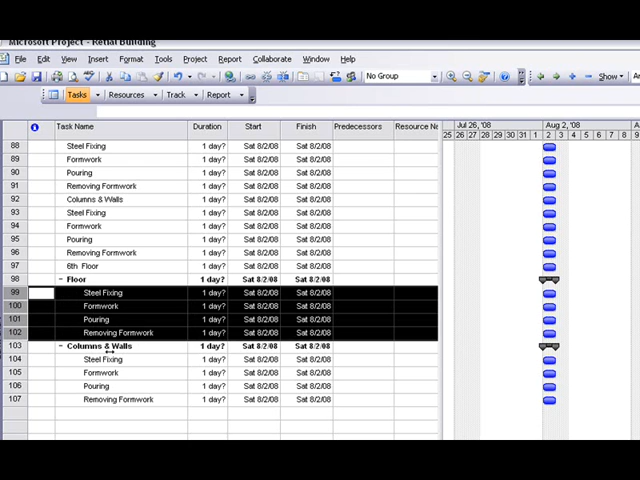 Microsoft Project - Retial Building
File Edit View Insert Format Tools Project Report Collaborate Window Help
No Group Show
Tasks Resources Track Report
Task Name Duration Start Finish Predecessors Resource Na
Jul 26, '08 Aug 2, '08
25 26 27 28 29 30 31 1 2 3 4 5 6 7 8 9
88 Steel Fixing 1 day? Sat 8/2/08 Sat 8/2/08
89 Formwork 1 day? Sat 8/2/08 Sat 8/2/08
90 Pouring 1 day? Sat 8/2/08 Sat 8/2/08
91 Removing Formwork 1 day? Sat 8/2/08 Sat 8/2/08
92 Columns & Walls 1 day? Sat 8/2/08 Sat 8/2/08
93 Steel Fixing 1 day? Sat 8/2/08 Sat 8/2/08
94 Formwork 1 day? Sat 8/2/08 Sat 8/2/08
95 Pouring 1 day? Sat 8/2/08 Sat 8/2/08
96 Removing Formwork 1 day? Sat 8/2/08 Sat 8/2/08
97 6th Floor 1 day? Sat 8/2/08 Sat 8/2/08
98 - Floor 1 day? Sat 8/2/08 Sat 8/2/08
99 Steel Fixing 1 day? Sat 8/2/08 Sat 8/2/08
100 Formwork 1 day? Sat 8/2/08 Sat 8/2/08
101 Pouring 1 day? Sat 8/2/08 Sat 8/2/08
102 Removing Formwork 1 day? Sat 8/2/08 Sat 8/2/08
103 - Columns & Walls 1 day? Sat 8/2/08 Sat 8/2/08
104 Steel Fixing 1 day? Sat 8/2/08 Sat 8/2/08
105 Formwork 1 day? Sat 8/2/08 Sat 8/2/08
106 Pouring 1 day? Sat 8/2/08 Sat 8/2/08
107 Removing Formwork 1 day? Sat 8/2/08 Sat 8/2/08